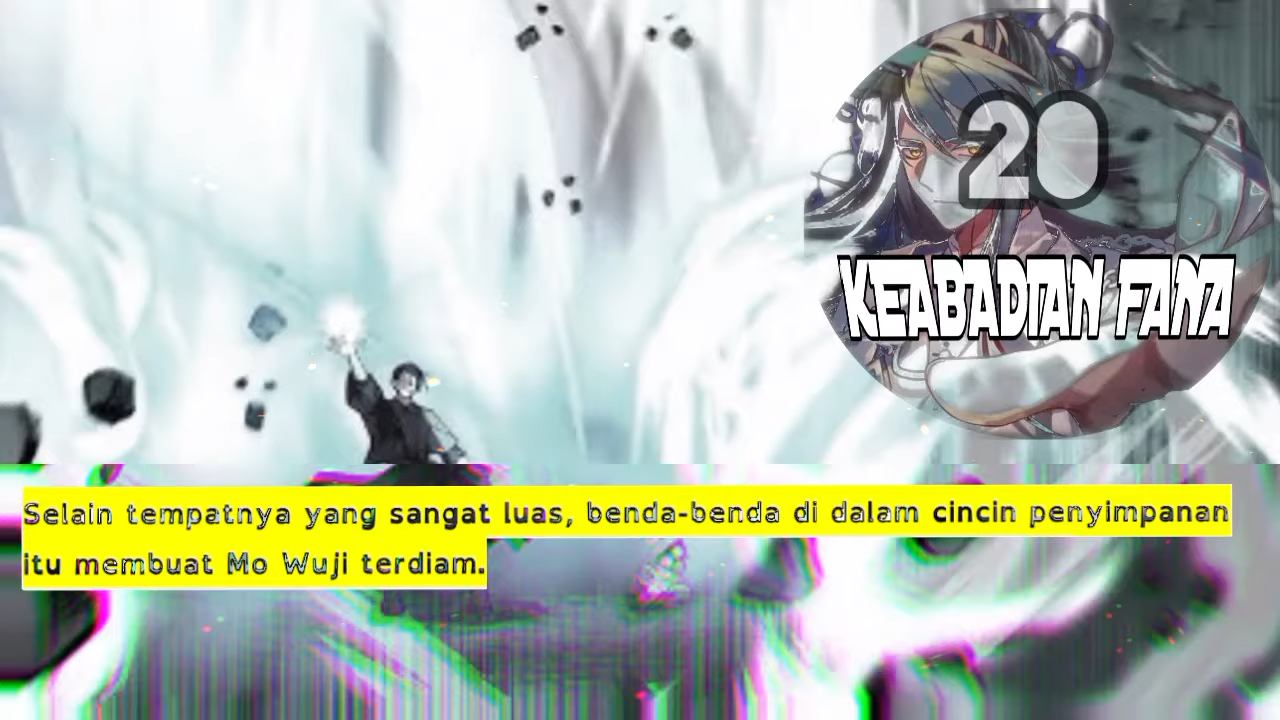 20
KEABADIAN FANA
Selain tempatnya yang sangat luas, benda-benda di dalam cincin penyimpanan
itu membuat Mo Wuji terdiam.